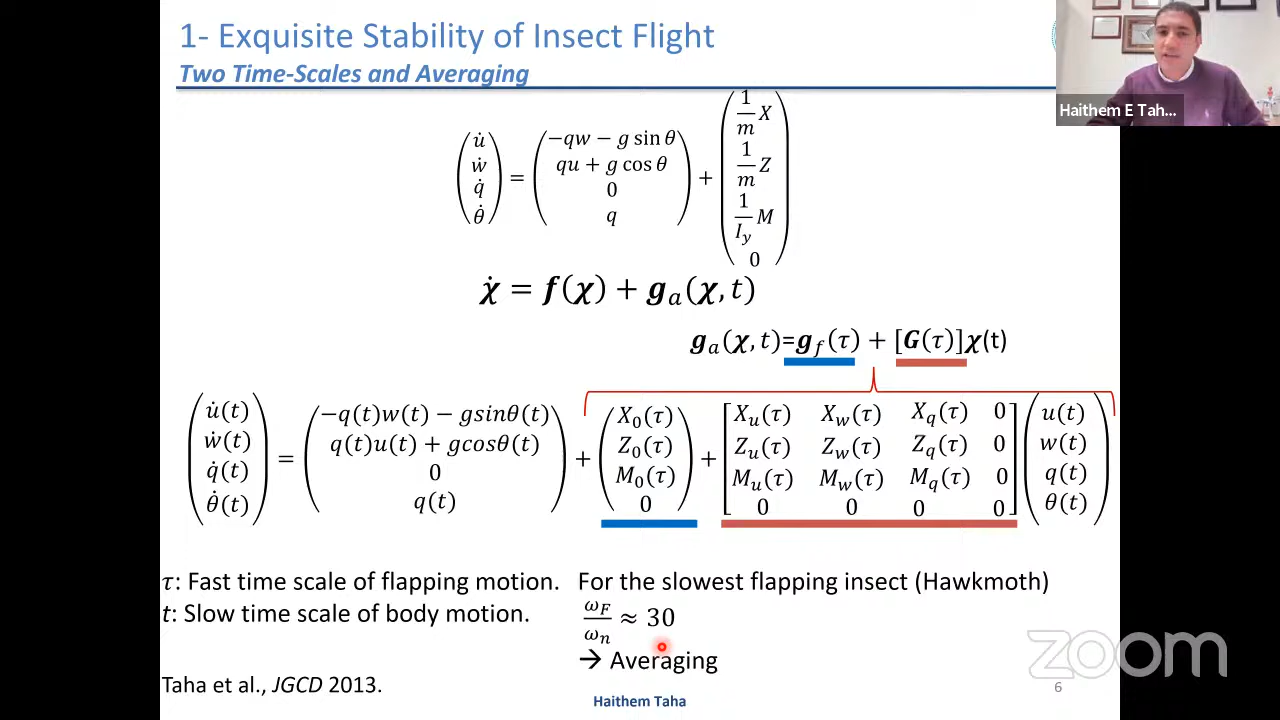 1- Exquisite Stability of Insect Flight
Two Time-Scales and Averaging
Haithem E Ta...
(u̇ ẇ q̇ θ̇) = (−qw − g sin θ, qu + g cos θ, 0, q) + (1/m X, 1/m Z, 1/I_y M, 0)
χ̇ = f(χ) + g_a(χ, t)
g_a(χ, t)=g_f(τ) + [G(τ)]χ(t)
(u̇(t) ẇ(t) q̇(t) θ̇(t)) = (−q(t)w(t) − gsinθ(t), q(t)u(t) + gcosθ(t), 0, q(t)) + (X_0(τ), Z_0(τ), M_0(τ), 0) + [X_u(τ) X_w(τ) X_q(τ) 0; Z_u(τ) Z_w(τ) Z_q(τ) 0; M_u(τ) M_w(τ) M_q(τ) 0; 0 0 0 0] (u(t) w(t) q(t) θ(t))
τ: Fast time scale of flapping motion.
t: Slow time scale of body motion.
For the slowest flapping insect (Hawkmoth)
ω_F/ω_n ≈ 30
→ Averaging
zoom
Taha et al., JGCD 2013.
Haithem Taha
6